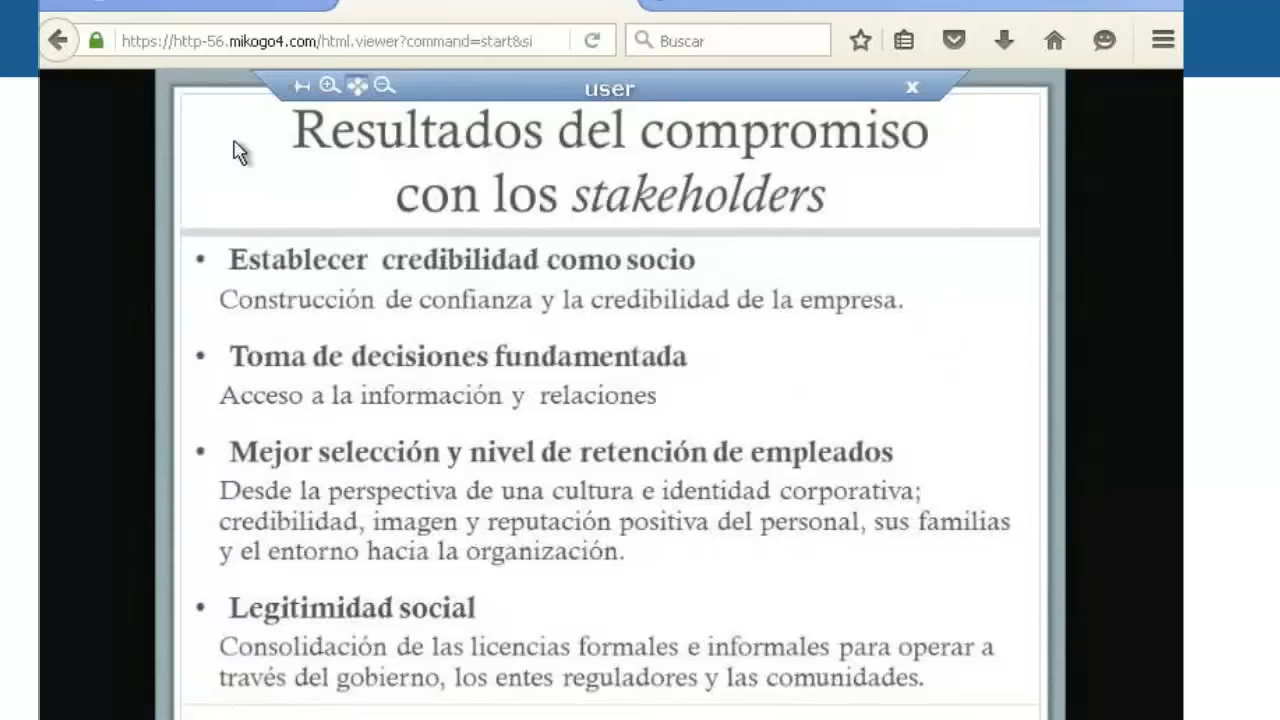 https://http-56.mikogo4.com/html.viewer?command=start&si
Buscar
user
x
Resultados del compromiso
con los stakeholders
• Establecer credibilidad como socio
Construcción de confianza y la credibilidad de la empresa.
• Toma de decisiones fundamentada
Acceso a la información y relaciones
• Mejor selección y nivel de retención de empleados
Desde la perspectiva de una cultura e identidad corporativa;
credibilidad, imagen y reputación positiva del personal, sus familias
y el entorno hacia la organización.
• Legitimidad social
Consolidación de las licencias formales e informales para operar a
través del gobierno, los entes reguladores y las comunidades.